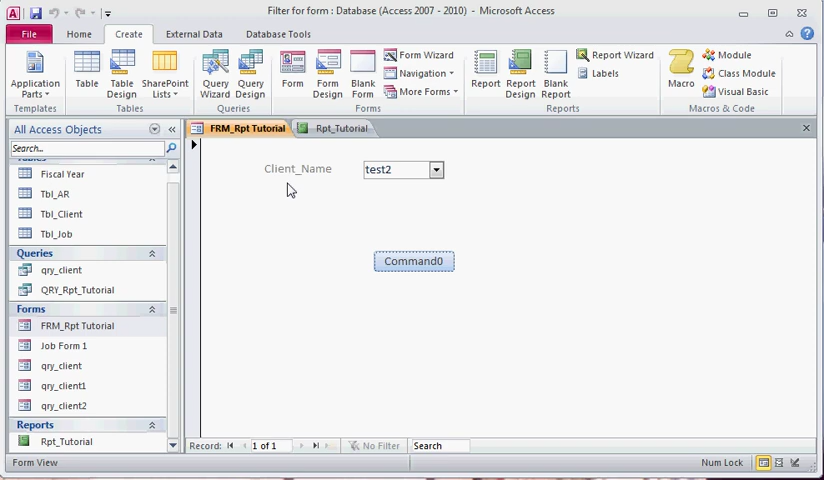 Filter for form : Database (Access 2007 - 2010) - Microsoft Access
File Home Create External Data Database Tools
Application Parts
Templates
Table
Table Design
SharePoint Lists
Tables
Query Wizard
Query Design
Queries
Form
Form Design
Blank Form
Form Wizard
Navigation
More Forms
Forms
Report
Report Design
Blank Report
Report Wizard
Labels
Reports
Macro
Module
Class Module
Visual Basic
Macros & Code
All Access Objects
Search...
Tables
Fiscal Year
Tbl_AR
Tbl_Client
Tbl_Job
Queries
qry_client
QRY_Rpt_Tutorial
Forms
FRM_Rpt Tutorial
Job Form 1
qry_client
qry_client1
qry_client2
Reports
Rpt_Tutorial
FRM_Rpt Tutorial Rpt_Tutorial
Client_Name test2
Command0
Record: 1 of 1 No Filter Search
Form View Num Lock